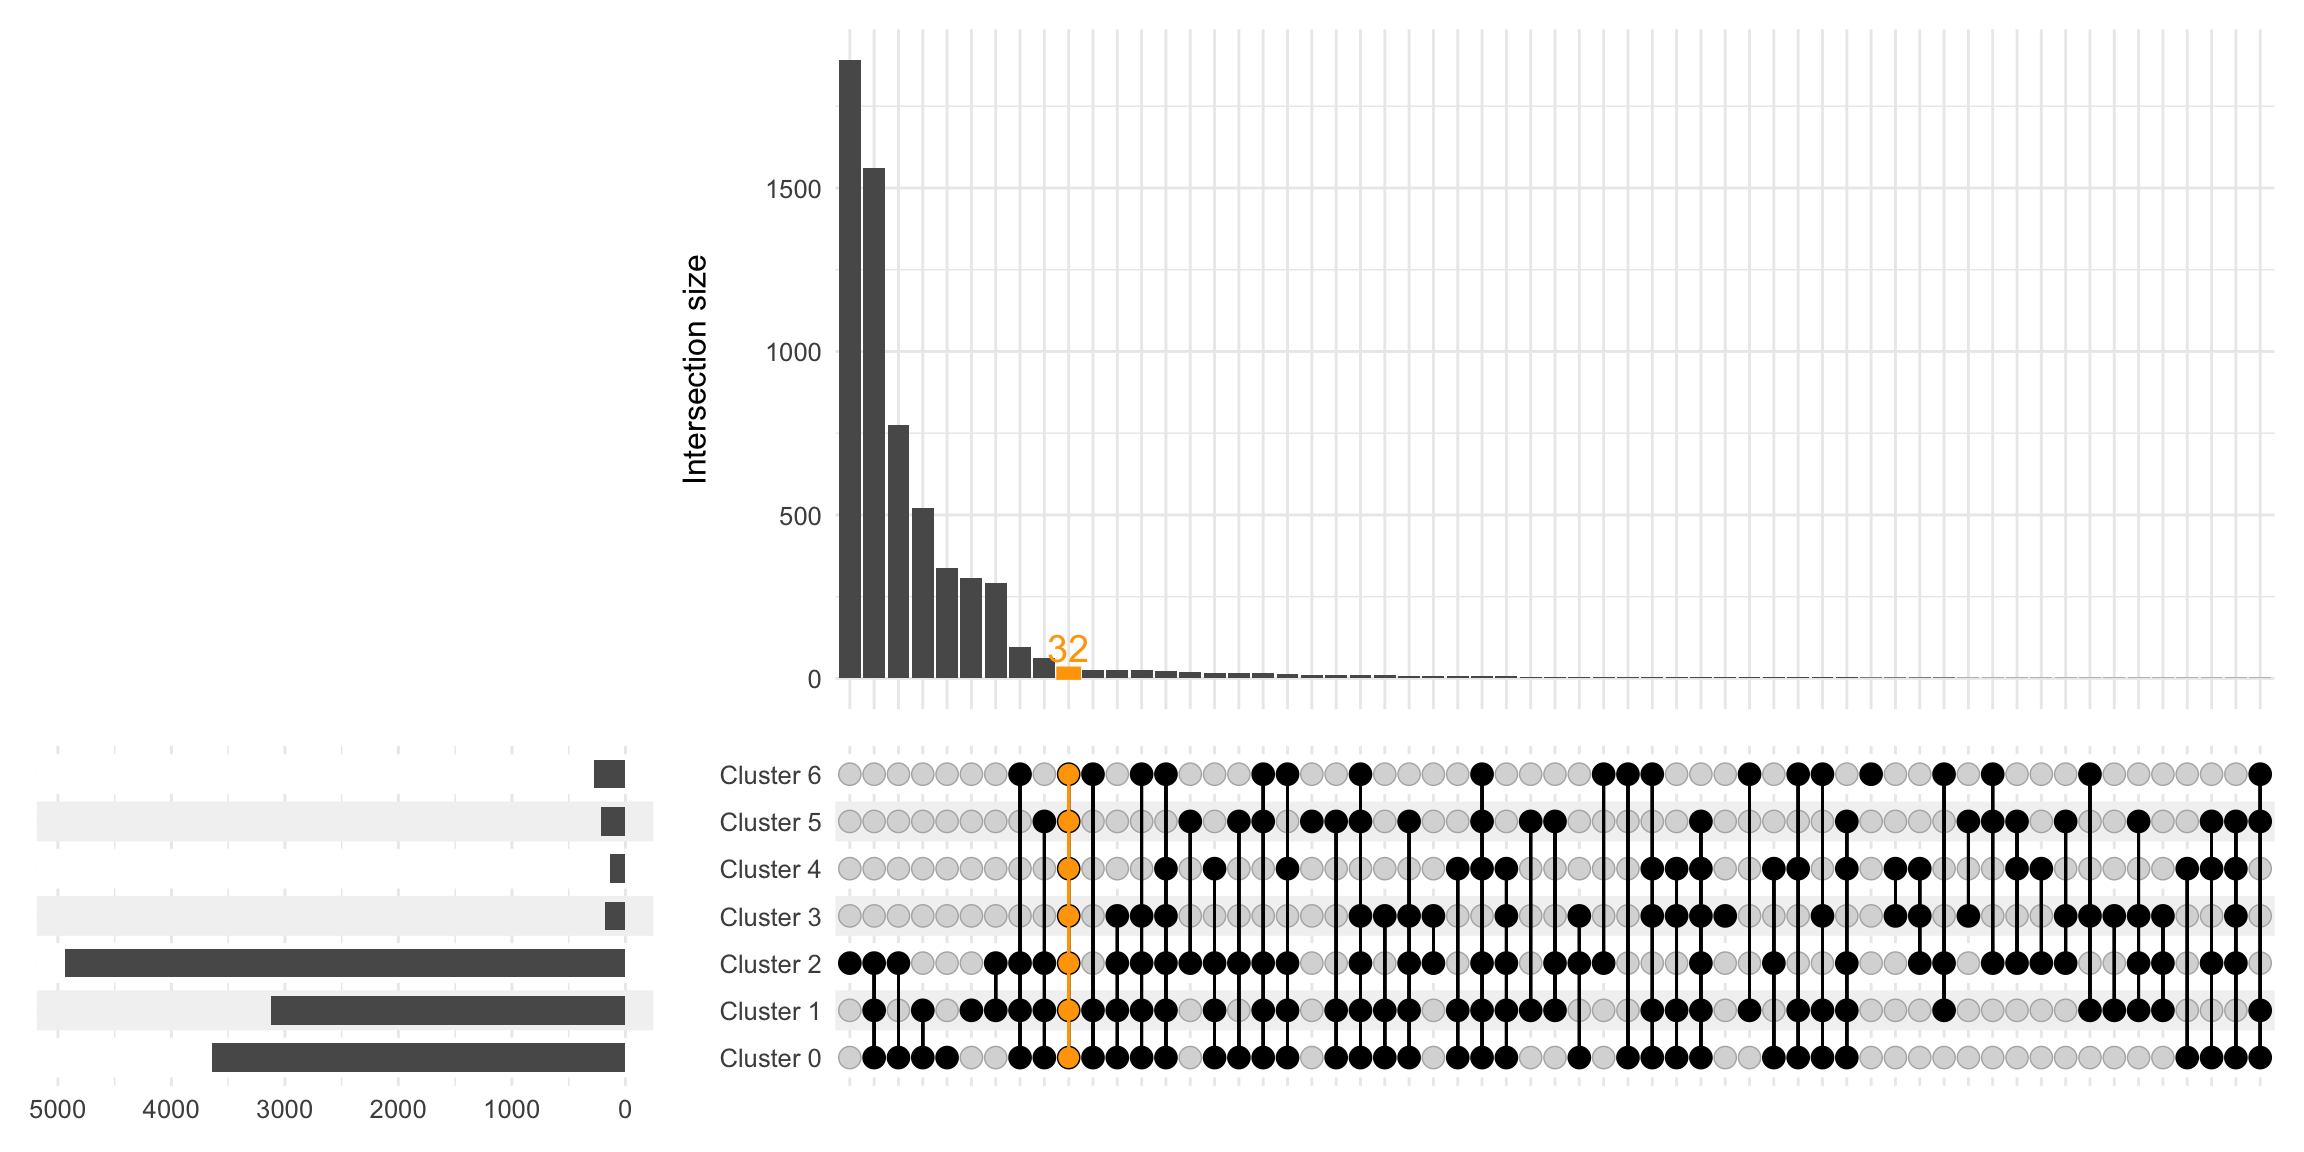 Intersection size
1500
1000
500
0
32
Cluster 6
Cluster 5
Cluster 4
Cluster 3
Cluster 2
Cluster 1
Cluster 0
5000 4000 3000 2000 1000 0